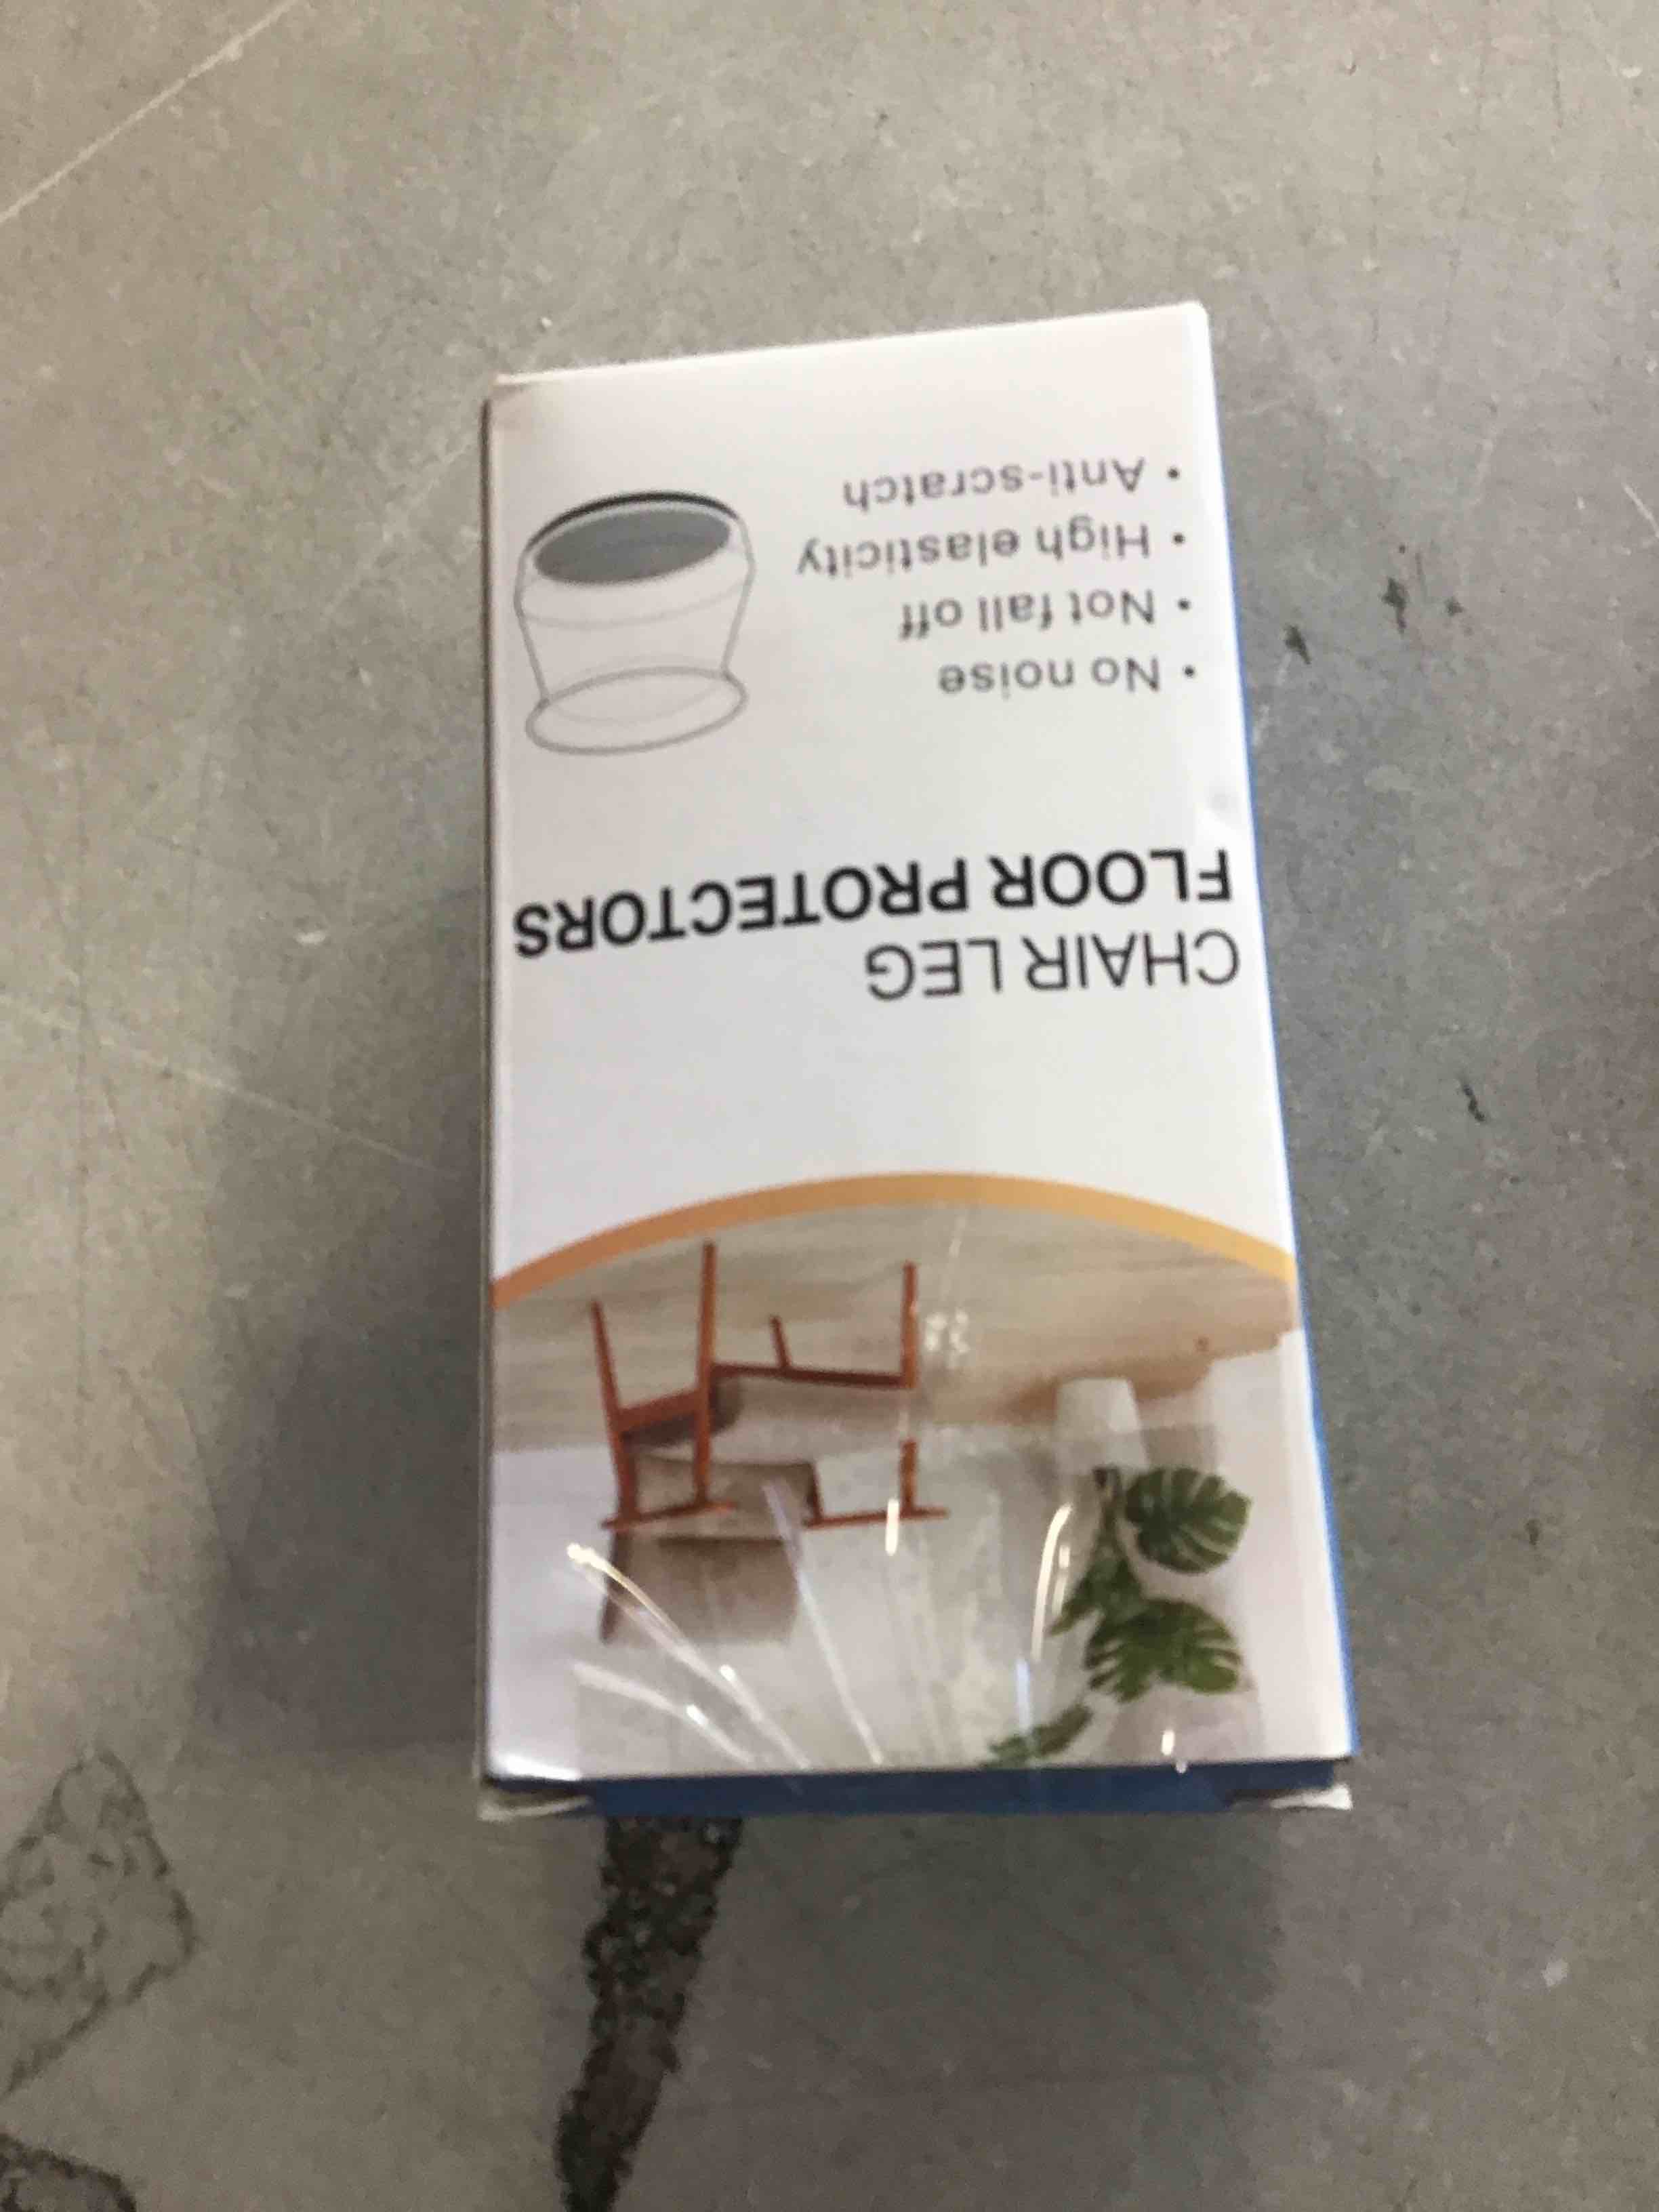 CHAIR LEG
FLOOR PROTECTORS
• No noise
• Not fall off
• High elasticity
• Anti-scratch